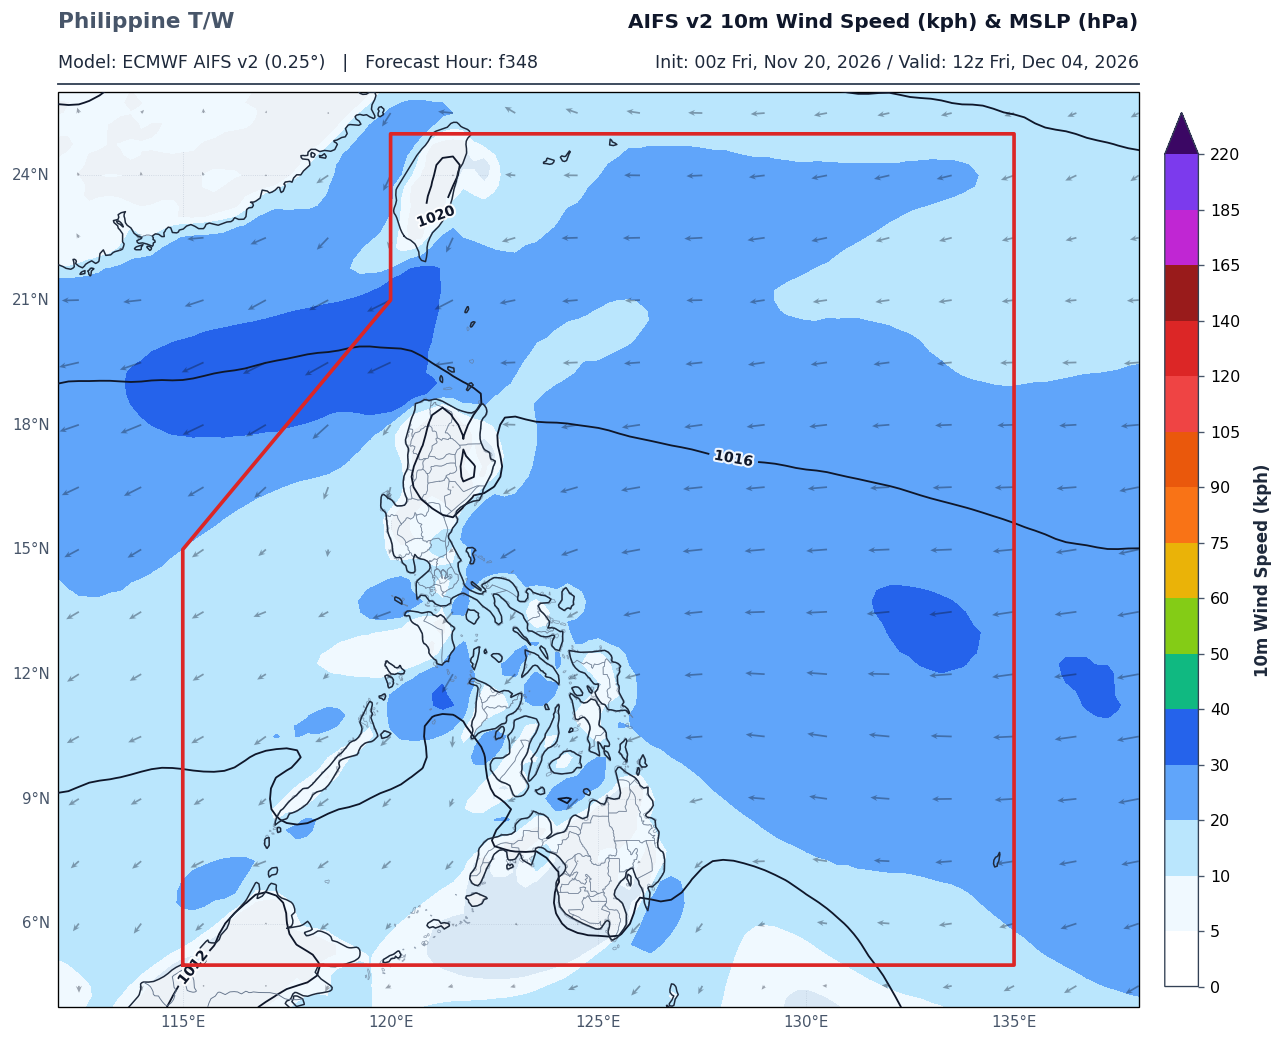 Philippine T/W
AIFS v2 10m Wind Speed (kph) & MSLP (hPa)
Model: ECMWF AIFS v2 (0.25°) | Forecast Hour: f348
Init: 00z Fri, Nov 20, 2026 / Valid: 12z Fri, Dec 04, 2026
24°N
21°N
18°N
15°N
12°N
9°N
6°N
1020
1016
1012
115°E
120°E
125°E
130°E
135°E
220
185
165
140
120
105
90
75
60
50
40
30
20
10
5
0
10m Wind Speed (kph)